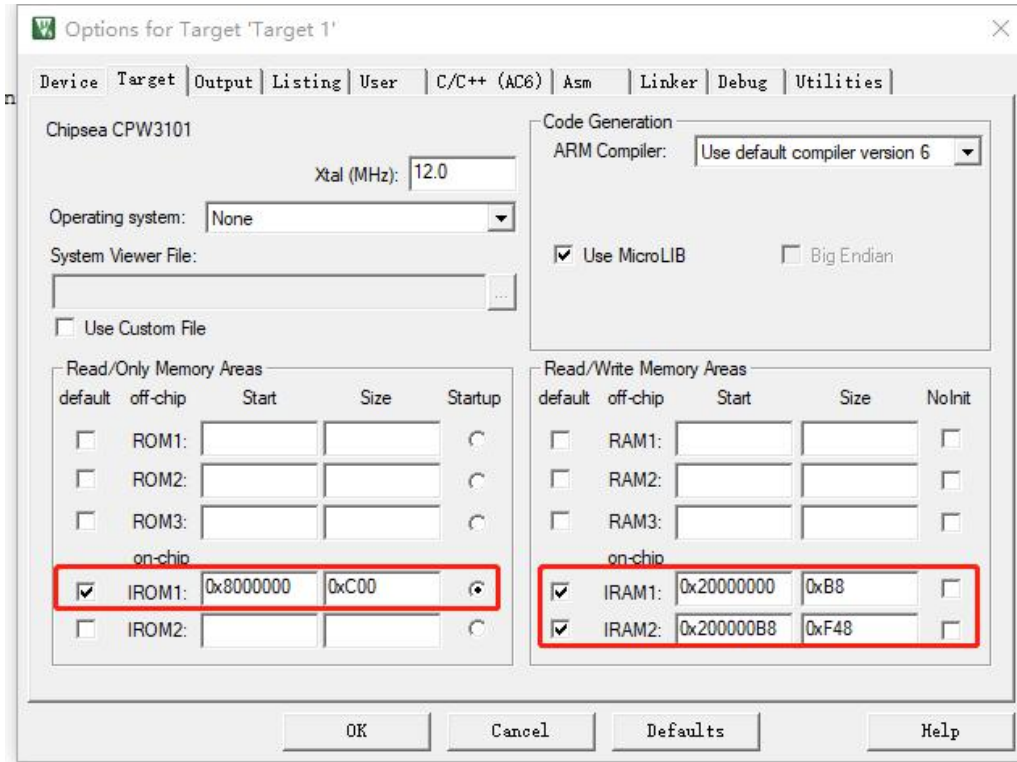 Options for Target 'Target 1'
n
Device Target Output Listing User C/C++ (AC6) Asm Linker Debug Utilities
Chipsea CPW3101
Xtal (MHz): 12.0
Operating system: None
System Viewer File:
...
Use Custom File
Code Generation
ARM Compiler: Use default compiler version 6
Use MicroLIB Big Endian
Read/Only Memory Areas
default off-chip Start Size Startup
ROM1:
ROM2:
ROM3:
on-chip
IROM1: 0x8000000 0xC00
IROM2:
Read/Write Memory Areas
default off-chip Start Size NoInit
RAM1:
RAM2:
RAM3:
on-chip
IRAM1: 0x20000000 0xB8
IRAM2: 0x200000B8 0xF48
OK Cancel Defaults Help